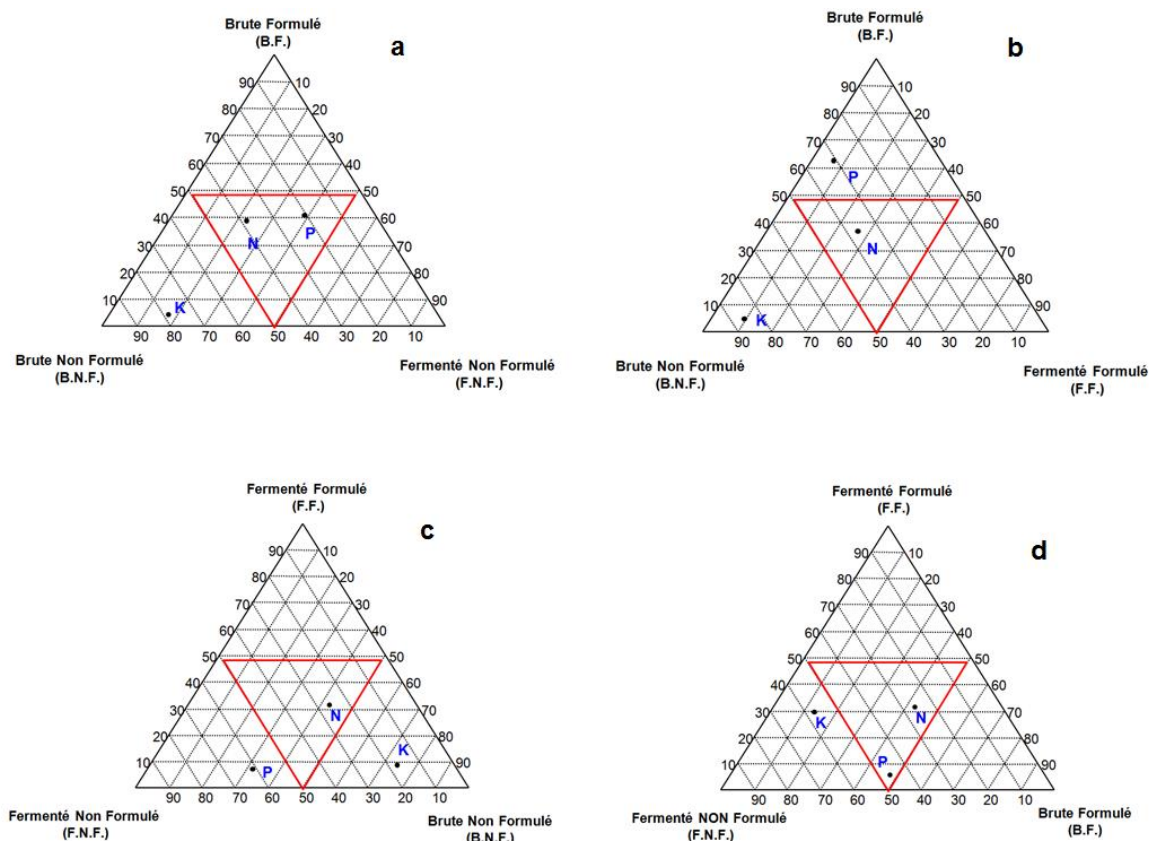 Brute Formulé
(B.F.)
a
90 10
80 20
70 30
60 40
50 50
40 60
P
N
30 70
20 80
K
10 90
90 80 70 60 50 40 30 20 10
Brute Non Formulé
(B.N.F.)
Fermenté Non Formulé
(F.N.F.)
Brute Formulé
(B.F.)
b
90 10
80 20
70 30
60 40
P
50 50
40 60
N
30 70
20 80
10 90
K
90 80 70 60 50 40 30 20 10
Brute Non Formulé
(B.N.F.)
Fermenté Formulé
(F.F.)
Fermenté Formulé
(F.F.)
c
90 10
80 20
70 30
60 40
50 50
40 60
30 70
N
20 80
K
10 90
P
90 80 70 60 50 40 30 20 10
Fermenté Non Formulé
(F.N.F.)
Brute Non Formulé
(B.N.F.)
Fermenté Formulé
(F.F.)
d
90 10
80 20
70 30
60 40
50 50
40 60
30 70
K N
20 80
P
10 90
90 80 70 60 50 40 30 20 10
Fermenté NON Formulé
(F.N.F.)
Brute Formulé
(B.F.)